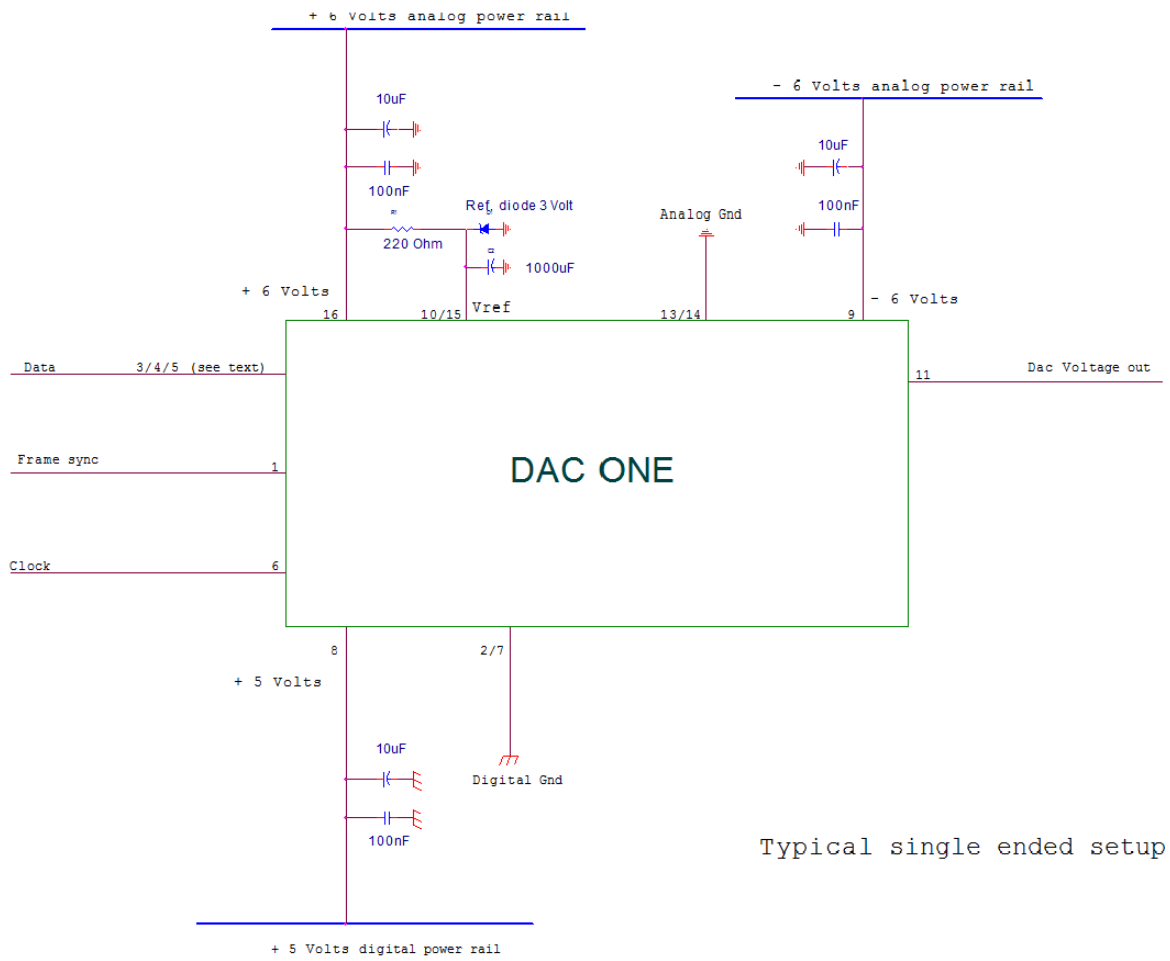 + 6 Volts analog power rail
- 6 Volts analog power rail
10uF
10uF
100nF
100nF
Ref, diode 3 Volt
Analog Gnd
220 Ohm
1000uF
+ 6 Volts
Vref
- 6 Volts
16
10/15
13/14
9
Data
3/4/5 (see text)
11
Dac Voltage out
Frame sync
1
DAC ONE
Clock
6
8
2/7
+ 5 Volts
10uF
Digital Gnd
100nF
Typical single ended setup
+ 5 Volts digital power rail